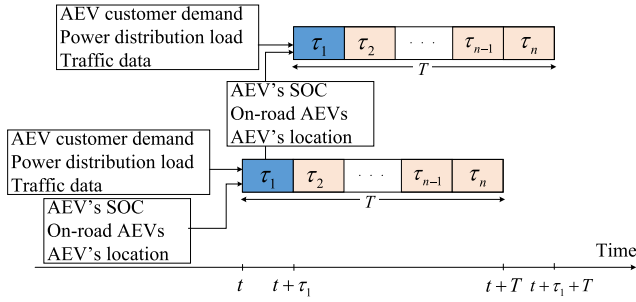 AEV customer demand
Power distribution load
Traffic data
τ₁ τ₂ · · · τₙ₋₁ τₙ
T
AEV's SOC
On-road AEVs
AEV's location
AEV customer demand
Power distribution load
Traffic data
τ₁ τ₂ · · · τₙ₋₁ τₙ
T
AEV's SOC
On-road AEVs
AEV's location
Time
t t + τ₁ t + T t + τ₁ + T